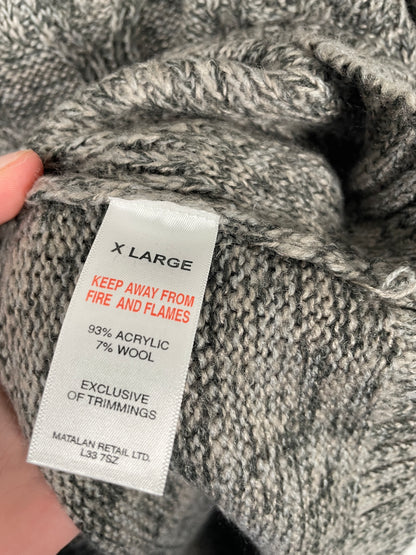 X LARGE
KEEP AWAY FROM
FIRE AND FLAMES
93% ACRYLIC
7% WOOL
EXCLUSIVE
OF TRIMMINGS
MATALAN RETAIL LTD.
L33 7SZ